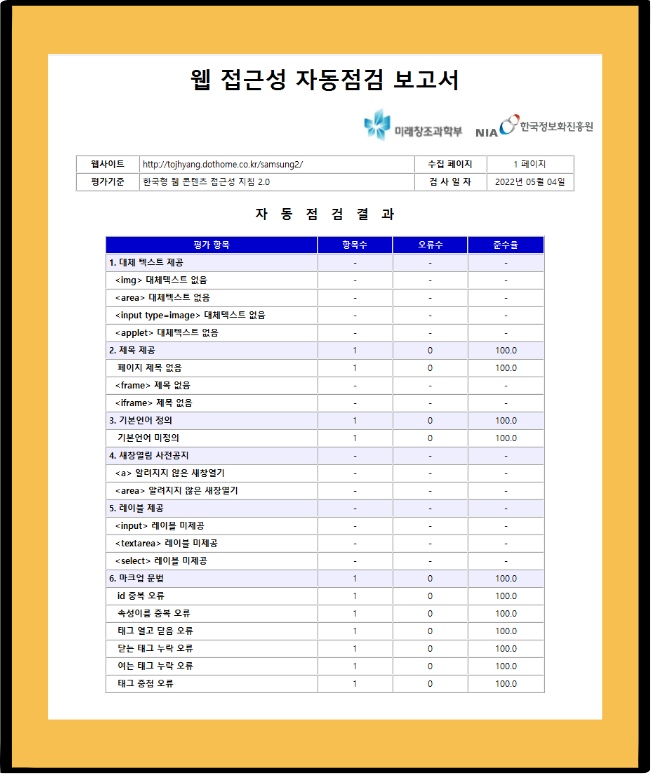 웹 접근성 자동점검 보고서
미래창조과학부 NIA 한국정보화진흥원
웹사이트 http://tojhyang.dothome.co.kr/samsung2/ 수집 페이지 1 페이지
평가기준 한국형 웹 콘텐츠 접근성 지침 2.0 검 사 일 자 2022년 05월 04일
자 동 점 검 결 과
평가 항목 항목수 오류수 준수율
1. 대체 텍스트 제공 - - -
<img> 대체텍스트 없음 - - -
<area> 대체텍스트 없음 - - -
<input type=image> 대체텍스트 없음 - - -
<applet> 대체텍스트 없음 - - -
2. 제목 제공 1 0 100.0
페이지 제목 없음 1 0 100.0
<frame> 제목 없음 - - -
<iframe> 제목 없음 - - -
3. 기본언어 정의 1 0 100.0
기본언어 미정의 1 0 100.0
4. 새창열림 사전공지 - - -
<a> 알려지지 않은 새창열기 - - -
<area> 알려지지 않은 새창열기 - - -
5. 레이블 제공 - - -
<input> 레이블 미제공 - - -
<textarea> 레이블 미제공 - - -
<select> 레이블 미제공 - - -
6. 마크업 문법 1 0 100.0
id 중복 오류 1 0 100.0
속성이름 중복 오류 1 0 100.0
태그 열고 닫음 오류 1 0 100.0
닫는 태그 누락 오류 1 0 100.0
여는 태그 누락 오류 1 0 100.0
태그 중첩 오류 1 0 100.0